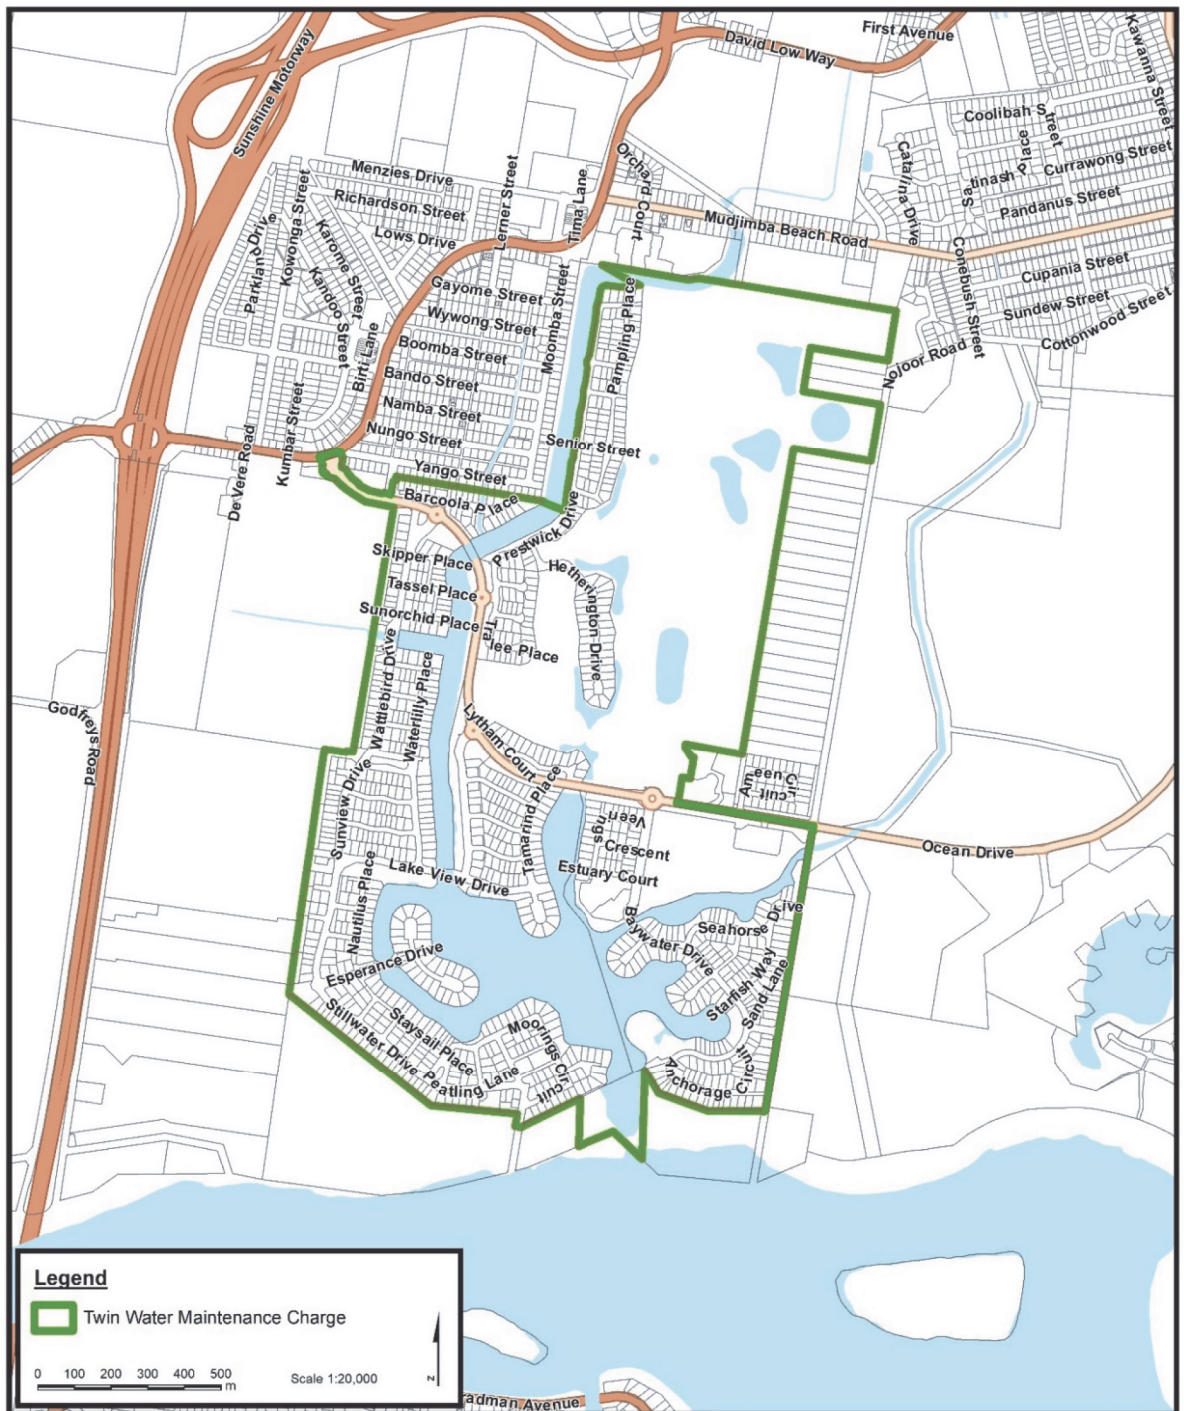 First Avenue
David Low Way
Kawanna Street
Sunshine Motorway
Coolibah Street
Orchard Court
Catalina Drive
Currawong Street
Menzies Drive
Lerner Street
Tima Lane
Pandanus Street
Richardson Street
Mudjimba Beach Road
Parkland Drive
Kowonga Street
Karome Street
Lows Drive
Conebush Street
Cupania Street
Kandoo Street
Gayome Street
Moomba Street
Pampling Place
Sundew Street
Cottonwood Street
Wywong Street
Birti Lane
Boomba Street
Nojoor Road
Bando Street
Namba Street
Kumbar Street
De Vere Road
Nungo Street
Senior Street
Yango Street
Barcoola Place
Prestwick Drive
Skipper Place
Hetherington Drive
Tassel Place
Sunorchid Place
Tralee Place
Wattlebird Drive
Waterlilly Place
Godfreys Road
Lytham Court
Ameen Circuit
Sunview Drive
Tamarind Place
Veerings
Crescent
Ocean Drive
Lake View Drive
Estuary Court
Nautilus Place
Baywater Drive
Seahorse Drive
Esperance Drive
Starfish Way
Sand Lane
Stillwater Drive
Staysail Place
Moorings Circuit
Peatling Lane
Anchorage Circuit
Legend
Twin Water Maintenance Charge
0 100 200 300 400 500
m
Scale 1:20,000
z
radman Avenue